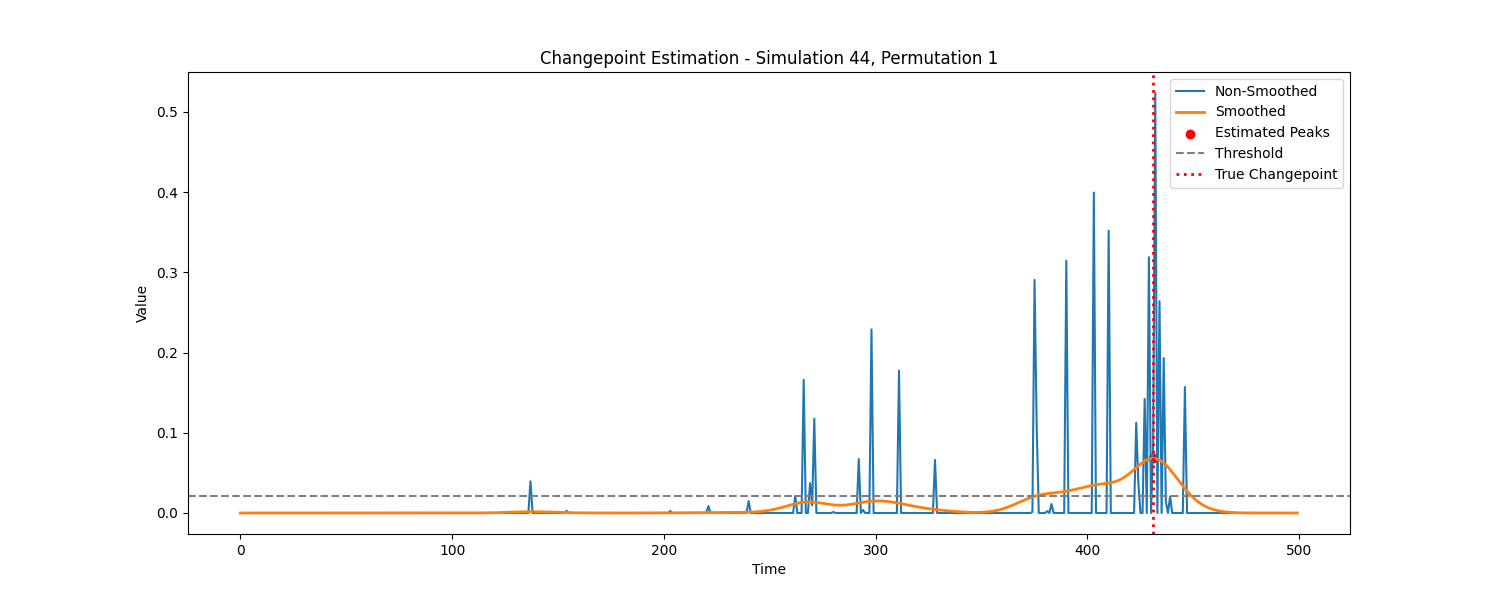 Changepoint Estimation - Simulation 44, Permutation 1
Value
0.5
0.4
0.3
0.2
0.1
0.0
Non-Smoothed
Smoothed
Estimated Peaks
Threshold
True Changepoint
0
100
200
300
400
500
Time